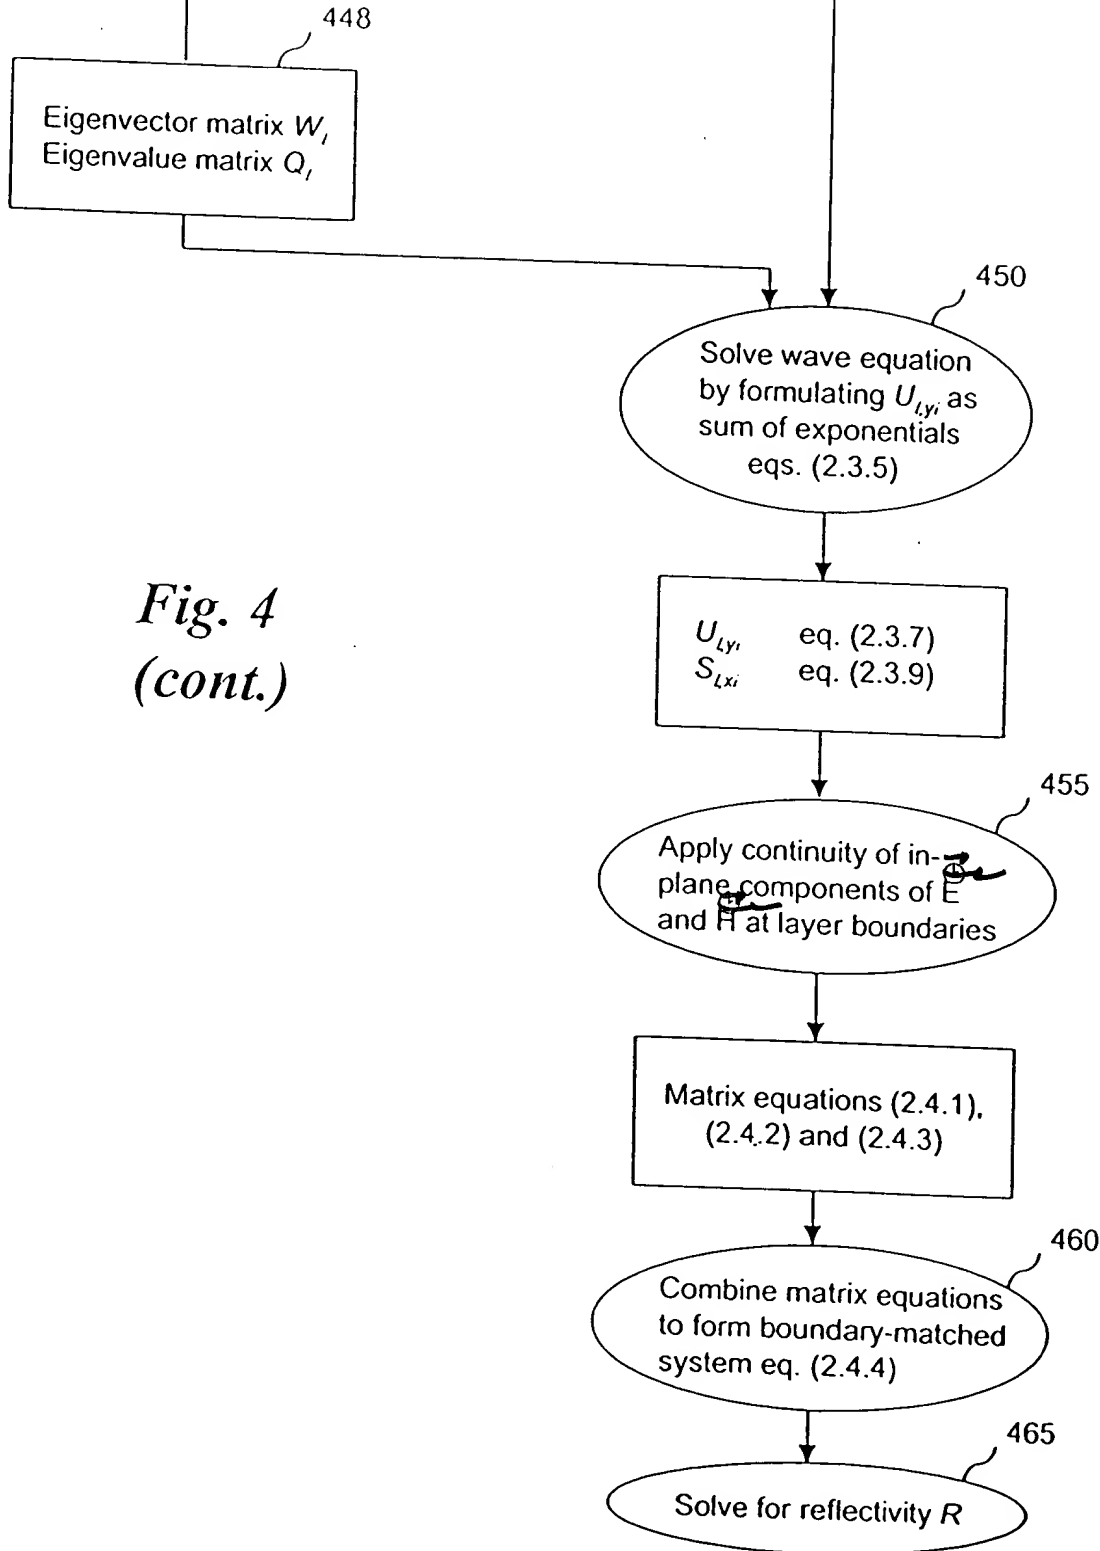 448
Eigenvector matrix W_l
Eigenvalue matrix Q_l
450
Solve wave equation
by formulating U_{l,yi} as
sum of exponentials
eqs. (2.3.5)
Fig. 4
(cont.)
U_{l,yi} eq. (2.3.7)
S_{l,xi} eq. (2.3.9)
455
Apply continuity of in-
plane components of E
and H at layer boundaries
Matrix equations (2.4.1),
(2.4.2) and (2.4.3)
460
Combine matrix equations
to form boundary-matched
system eq. (2.4.4)
465
Solve for reflectivity R